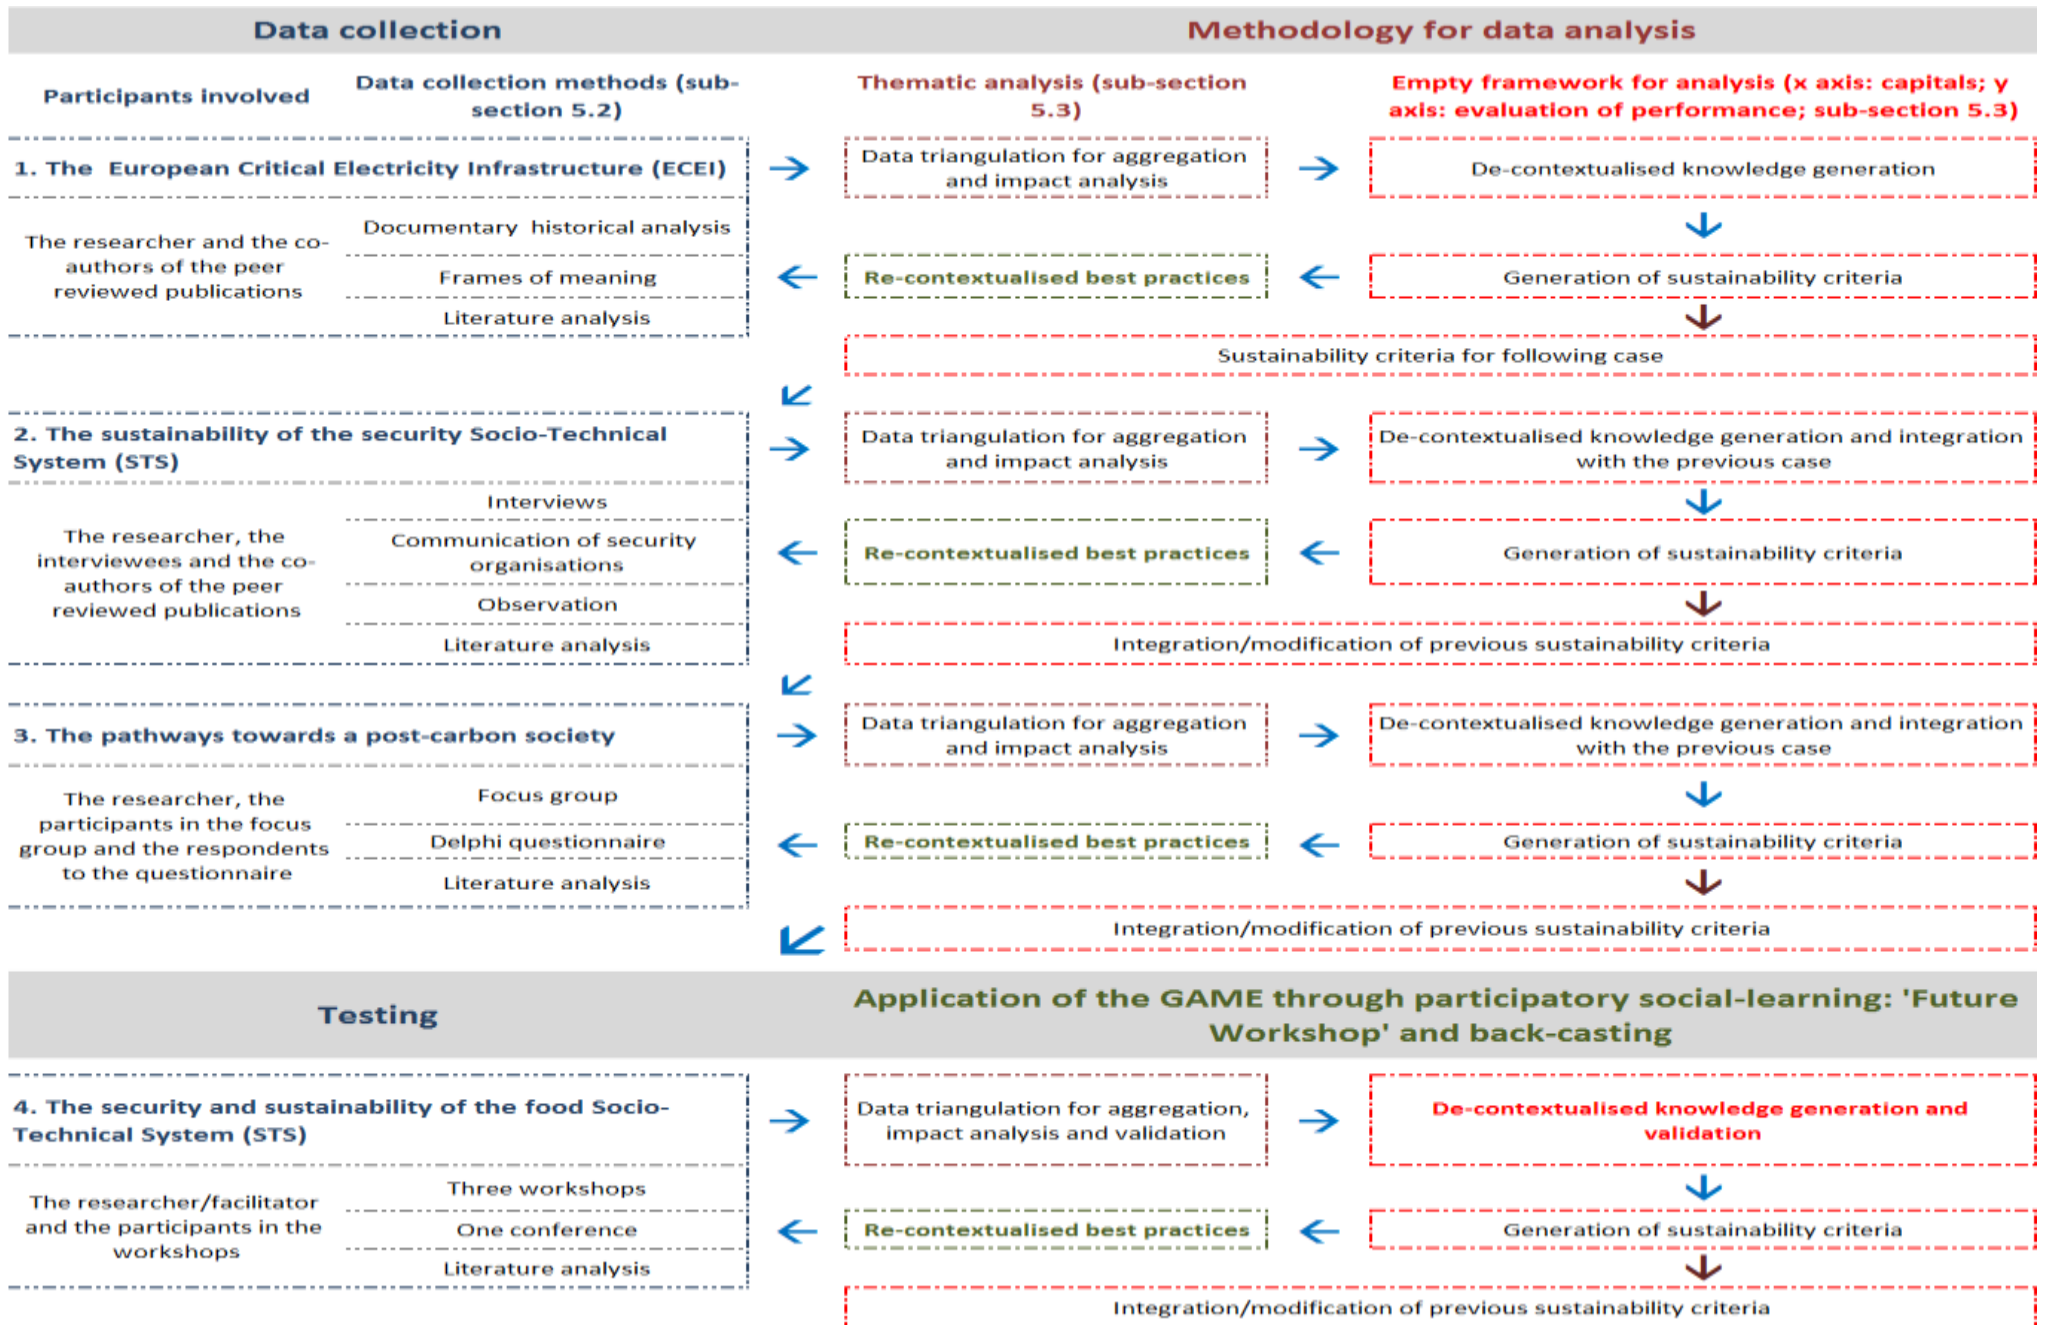 Data collection
Methodology for data analysis
Participants involved
Data collection methods (sub-
section 5.2)
Thematic analysis (sub-section
5.3)
Empty framework for analysis (x axis: capitals; y
axis: evaluation of performance; sub-section 5.3)
1. The European Critical Electricity Infrastructure (ECEI)
Data triangulation for aggregation
and impact analysis
De-contextualised knowledge generation
The researcher and the co-
authors of the peer
reviewed publications
Documentary historical analysis
Frames of meaning
Literature analysis
Re-contextualised best practices
Generation of sustainability criteria
Sustainability criteria for following case
2. The sustainability of the security Socio-Technical
System (STS)
Data triangulation for aggregation
and impact analysis
De-contextualised knowledge generation and integration
with the previous case
The researcher, the
interviewees and the co-
authors of the peer
reviewed publications
Interviews
Communication of security
organisations
Observation
Literature analysis
Re-contextualised best practices
Generation of sustainability criteria
Integration/modification of previous sustainability criteria
3. The pathways towards a post-carbon society
Data triangulation for aggregation
and impact analysis
De-contextualised knowledge generation and integration
with the previous case
The researcher, the
participants in the focus
group and the respondents
to the questionnaire
Focus group
Delphi questionnaire
Literature analysis
Re-contextualised best practices
Generation of sustainability criteria
Integration/modification of previous sustainability criteria
Testing
Application of the GAME through participatory social-learning: 'Future
Workshop' and back-casting
4. The security and sustainability of the food Socio-
Technical System (STS)
Data triangulation for aggregation,
impact analysis and validation
De-contextualised knowledge generation and
validation
The researcher/facilitator
and the participants in the
workshops
Three workshops
One conference
Literature analysis
Re-contextualised best practices
Generation of sustainability criteria
Integration/modification of previous sustainability criteria